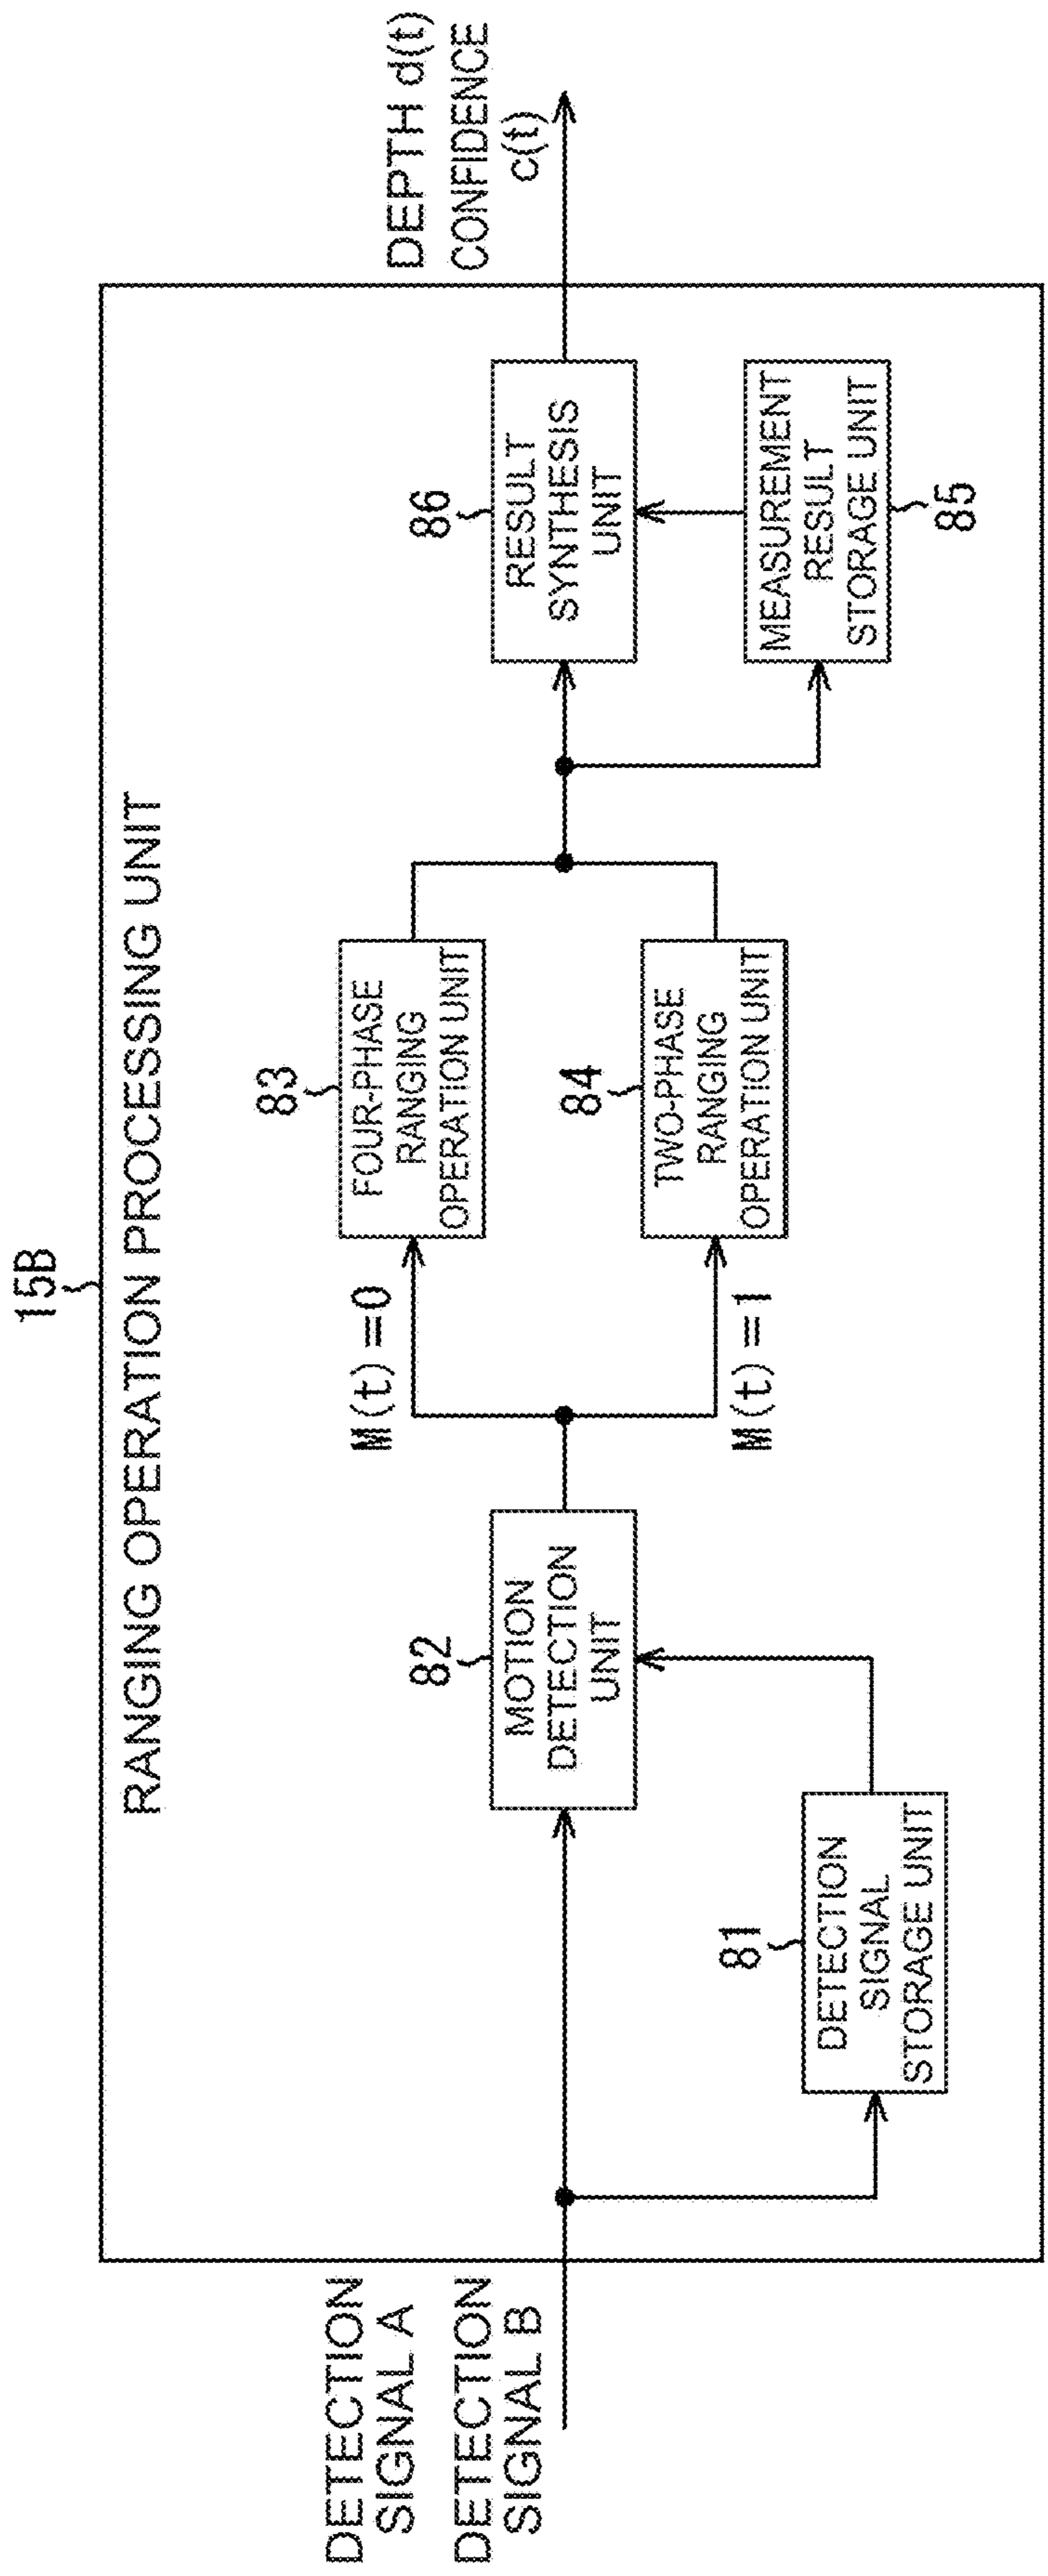 15B
RANGING OPERATION PROCESSING UNIT
DETECTION
SIGNAL A
DETECTION
SIGNAL B
81
DETECTION
SIGNAL
STORAGE UNIT
82
MOTION
DETECTION
UNIT
M(t)=0
M(t)=1
83
FOUR-PHASE
RANGING
OPERATION UNIT
84
TWO-PHASE
RANGING
OPERATION UNIT
86
RESULT
SYNTHESIS
UNIT
MEASUREMENT
RESULT
STORAGE UNIT
85
DEPTH d(t)
CONFIDENCE
c(t)